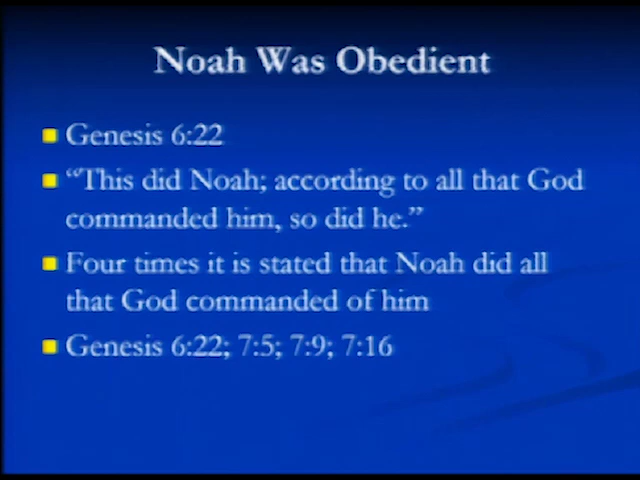 Noah Was Obedient
Genesis 6:22
“This did Noah; according to all that God
commanded him, so did he.”
Four times it is stated that Noah did all
that God commanded of him
Genesis 6:22; 7:5; 7:9; 7:16